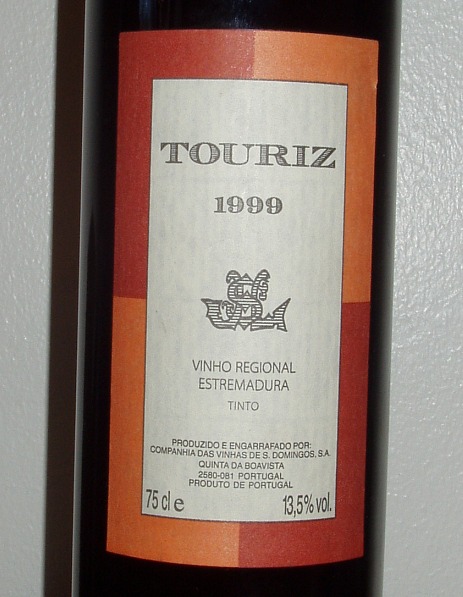 TOURIZ
1999
VINHO REGIONAL
ESTREMADURA
TINTO
PRODUZIDO E ENGARRAFADO POR:
COMPANHIA DAS VINHAS DE S. DOMINGOS, S.A.
QUINTA DA BOAVISTA
2580-081 PORTUGAL
PRODUTO DE PORTUGAL
75 cl e 13,5% vol.